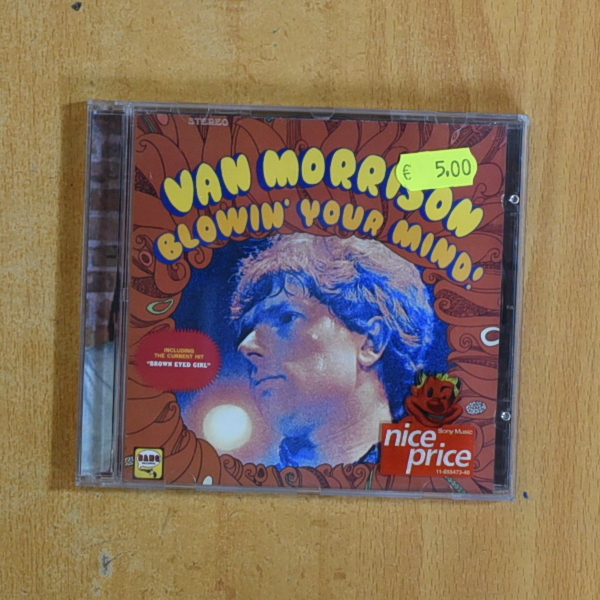 STEREO
VAN MORRISON
€ 5,00
BLOWIN' YOUR MIND!
INCLUDING
THE CURRENT HIT
"BROWN EYED GIRL"
BANG
Sony Music
nice
price